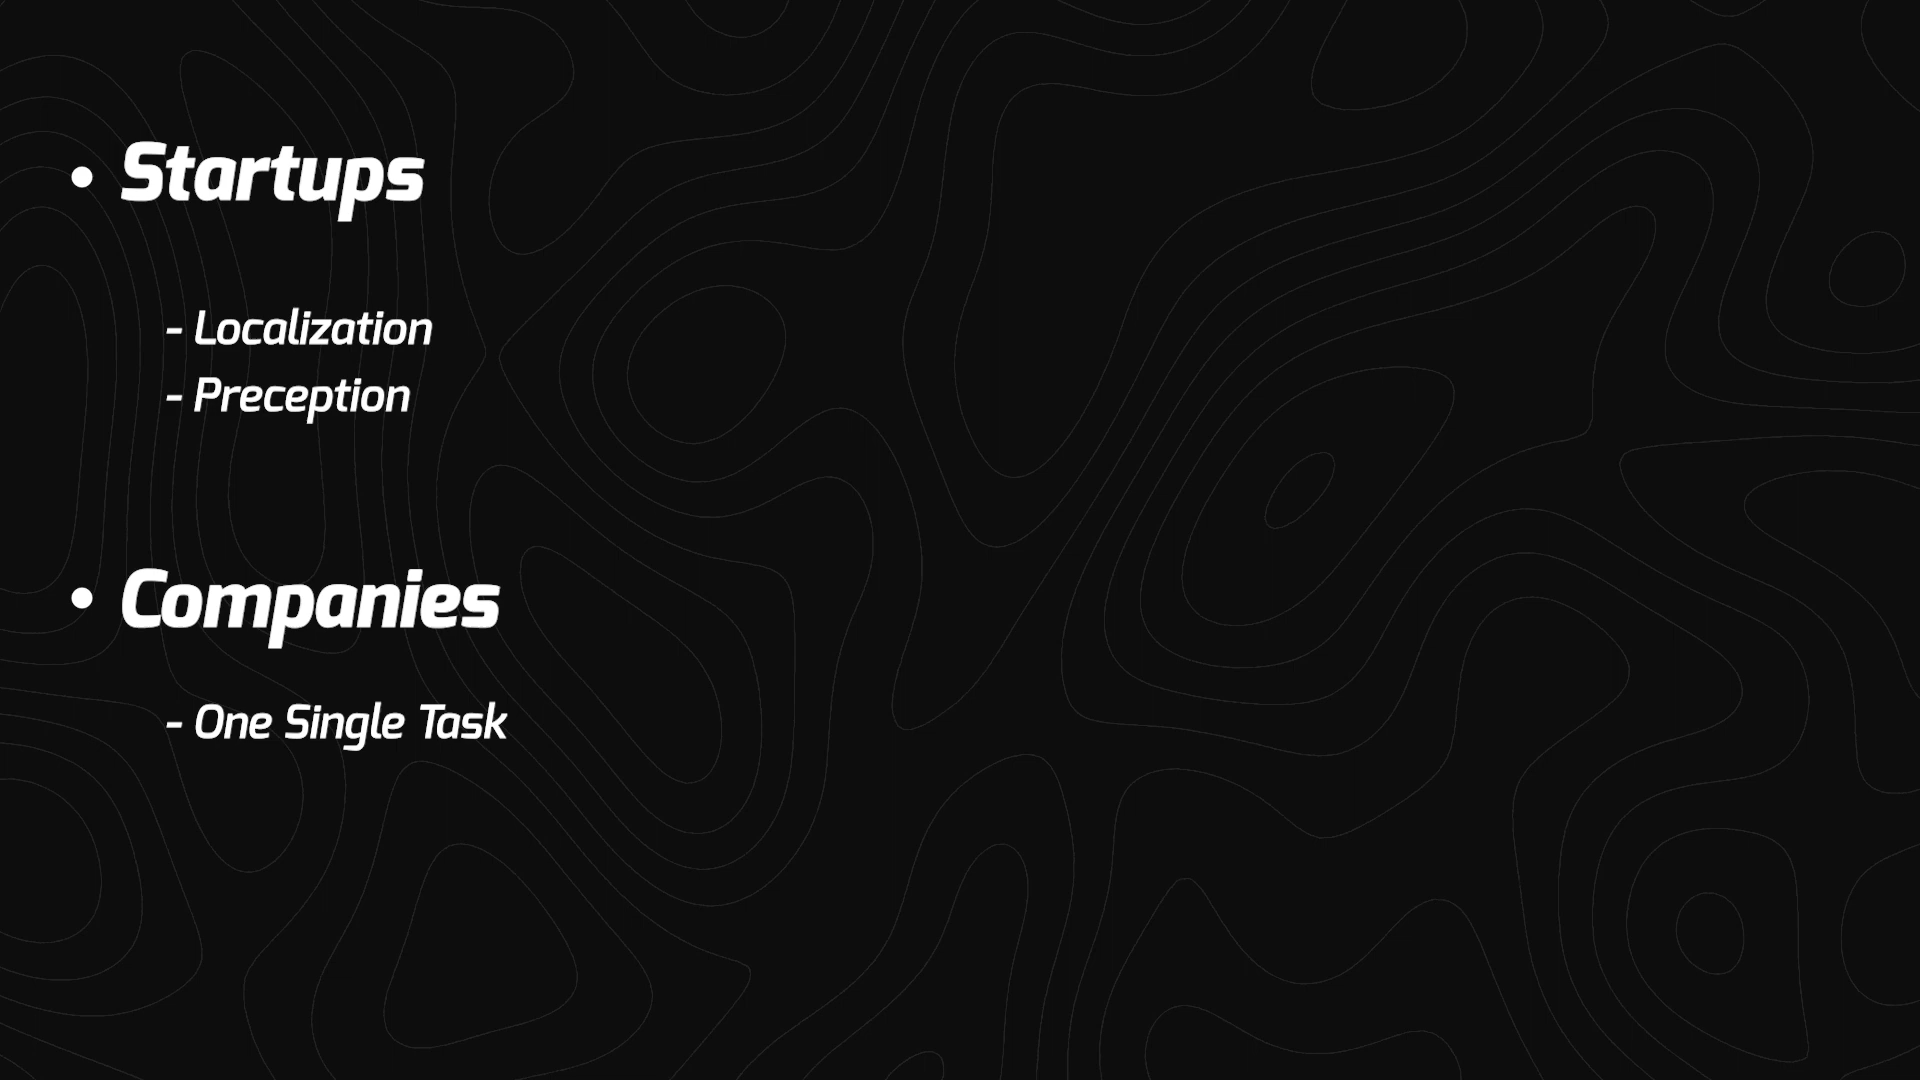 • Startups
- Localization
- Preception
• Companies
- One Single Task